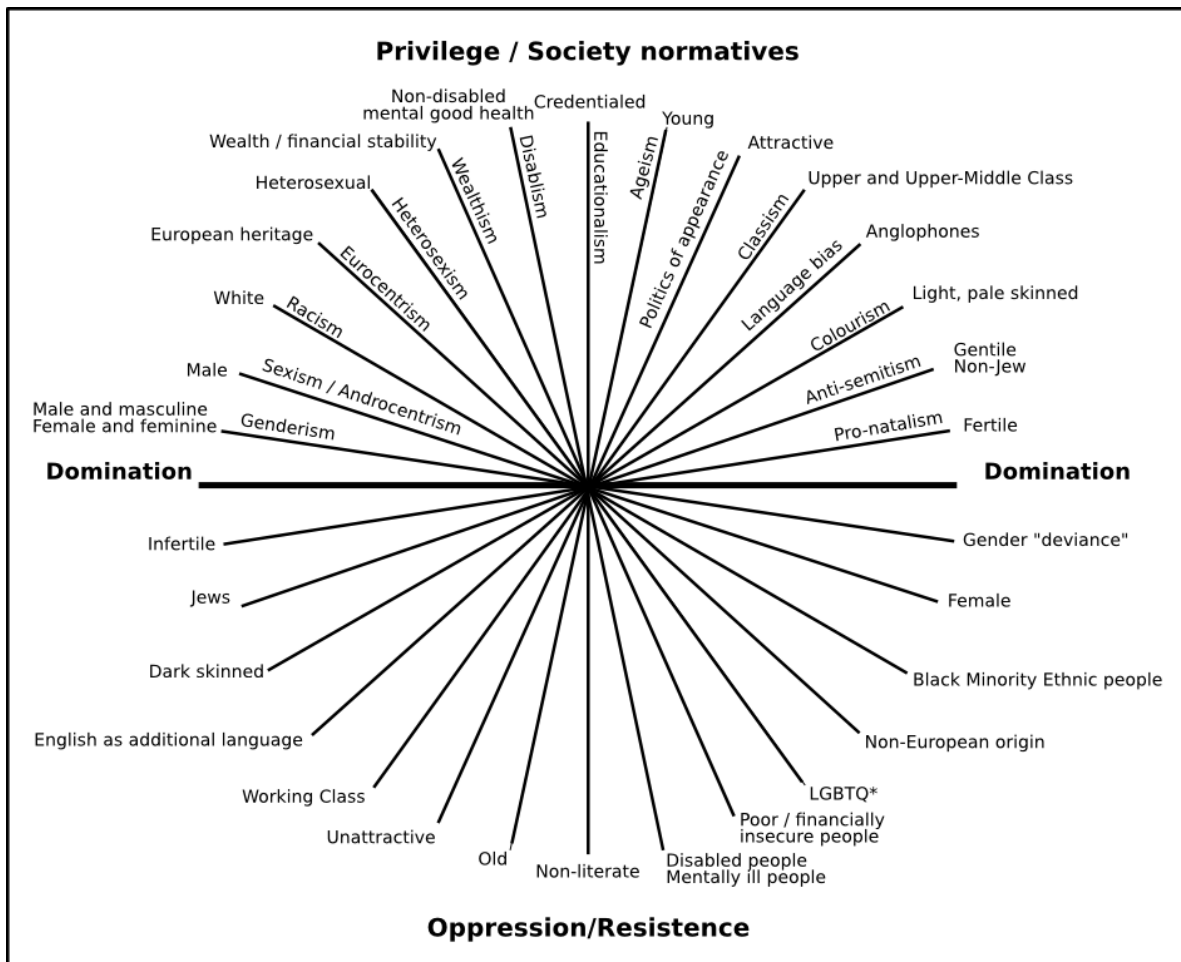 Privilege / Society normatives
Non-disabled
mental good health
Credentialed
Young
Wealth / financial stability
Attractive
Heterosexual
Upper and Upper-Middle Class
European heritage
Anglophones
White
Light, pale skinned
Male
Gentile
Non-Jew
Male and masculine
Female and feminine
Fertile
Genderism
Sexism / Androcentrism
Racism
Eurocentrism
Heterosexism
Wealthism
Disablism
Educationalism
Ageism
Politics of appearance
Classism
Language bias
Colourism
Anti-semitism
Pro-natalism
Domination
Domination
Infertile
Gender "deviance"
Jews
Female
Dark skinned
Black Minority Ethnic people
English as additional language
Non-European origin
Working Class
LGBTQ*
Unattractive
Poor / financially
insecure people
Old
Non-literate
Disabled people
Mentally ill people
Oppression/Resistence